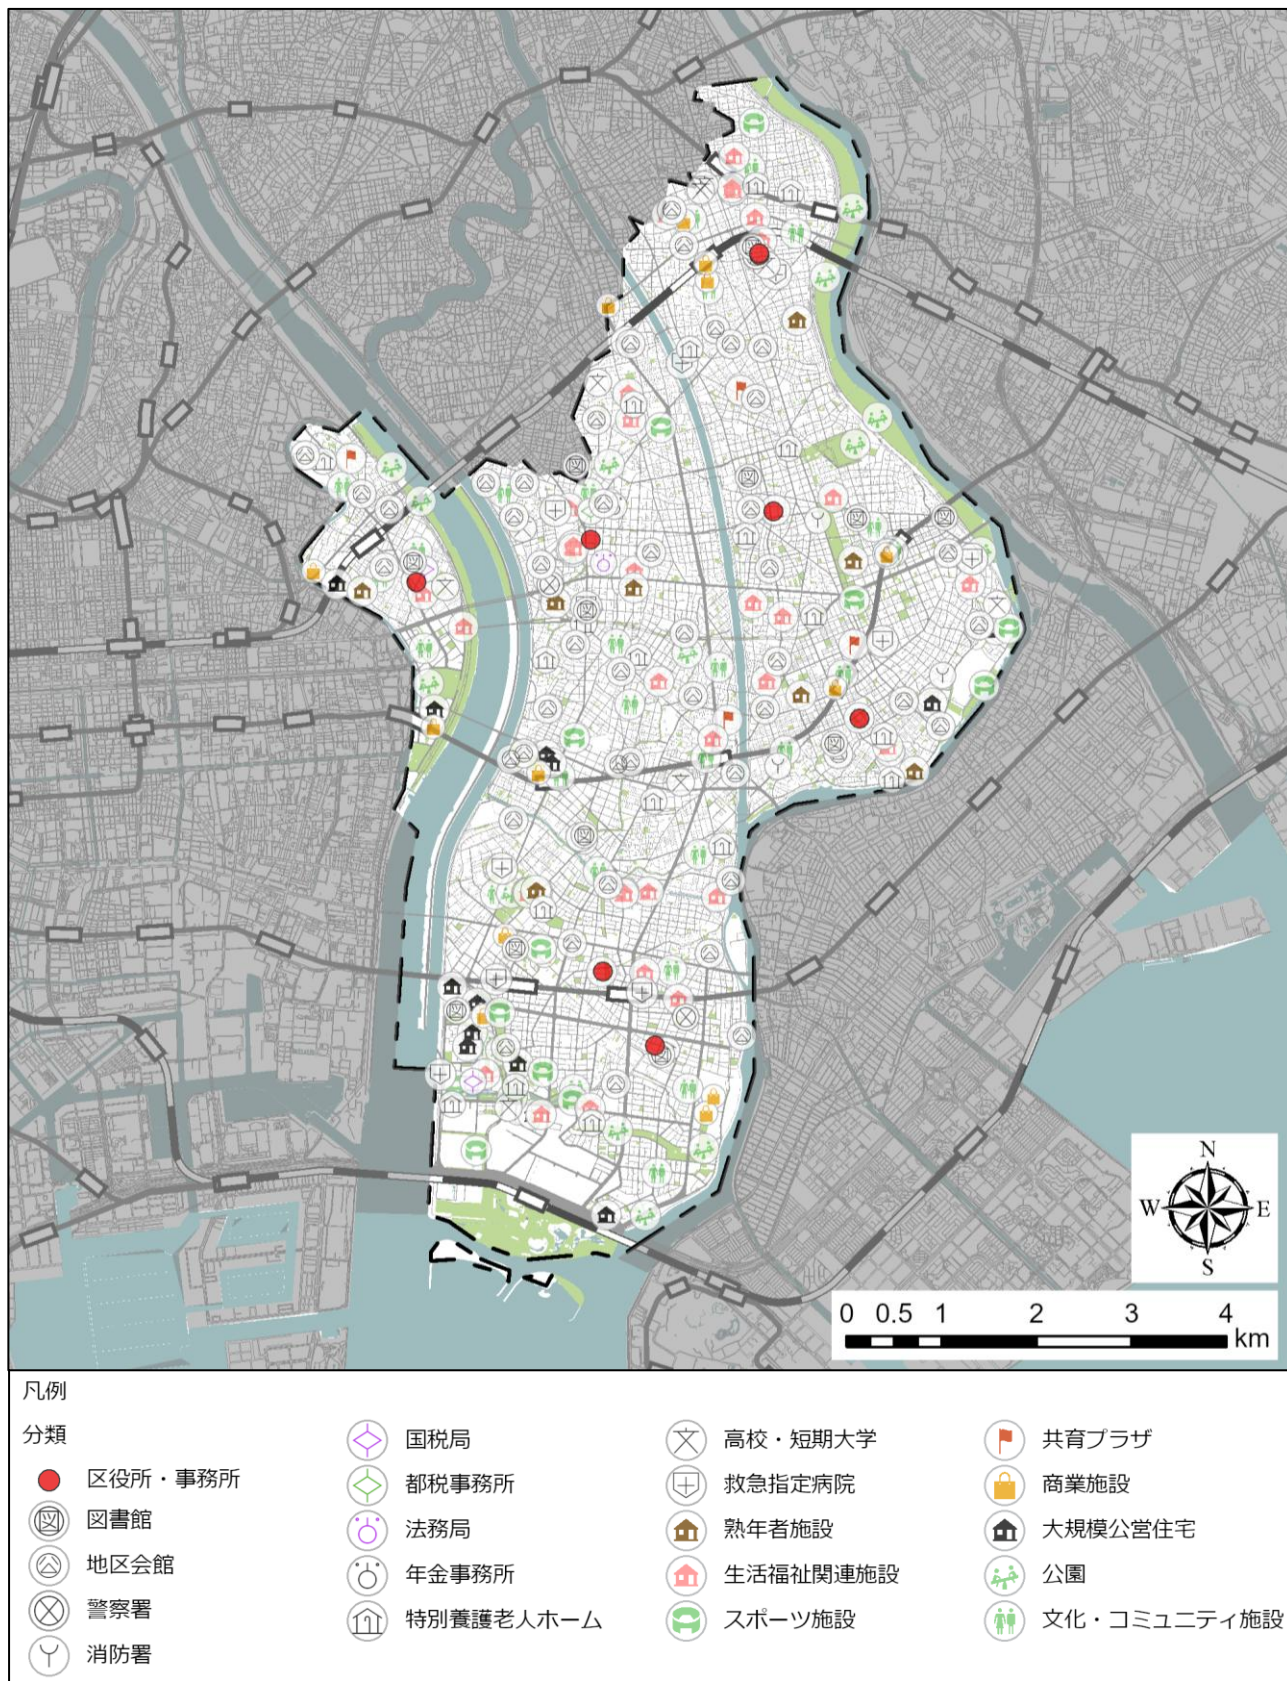 N
W
E
S
0 0.5 1 2 3 4
km
凡例
分類
区役所・事務所
図書館
地区会館
警察署
消防署
国税局
都税事務所
法務局
年金事務所
特別養護老人ホーム
高校・短期大学
救急指定病院
熟年者施設
生活福祉関連施設
スポーツ施設
共育プラザ
商業施設
大規模公営住宅
公園
文化・コミュニティ施設